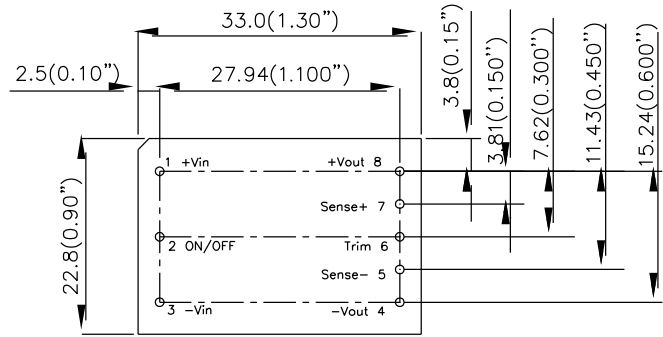 33.0(1.30")
2.5(0.10")
27.94(1.100")
3.8(0.15")
3.81(0.150")
7.62(0.300")
11.43(0.450")
15.24(0.600")
22.8(0.90")
1 +Vin
+Vout 8
Sense+ 7
2 ON/OFF
Trim 6
Sense- 5
3 -Vin
-Vout 4